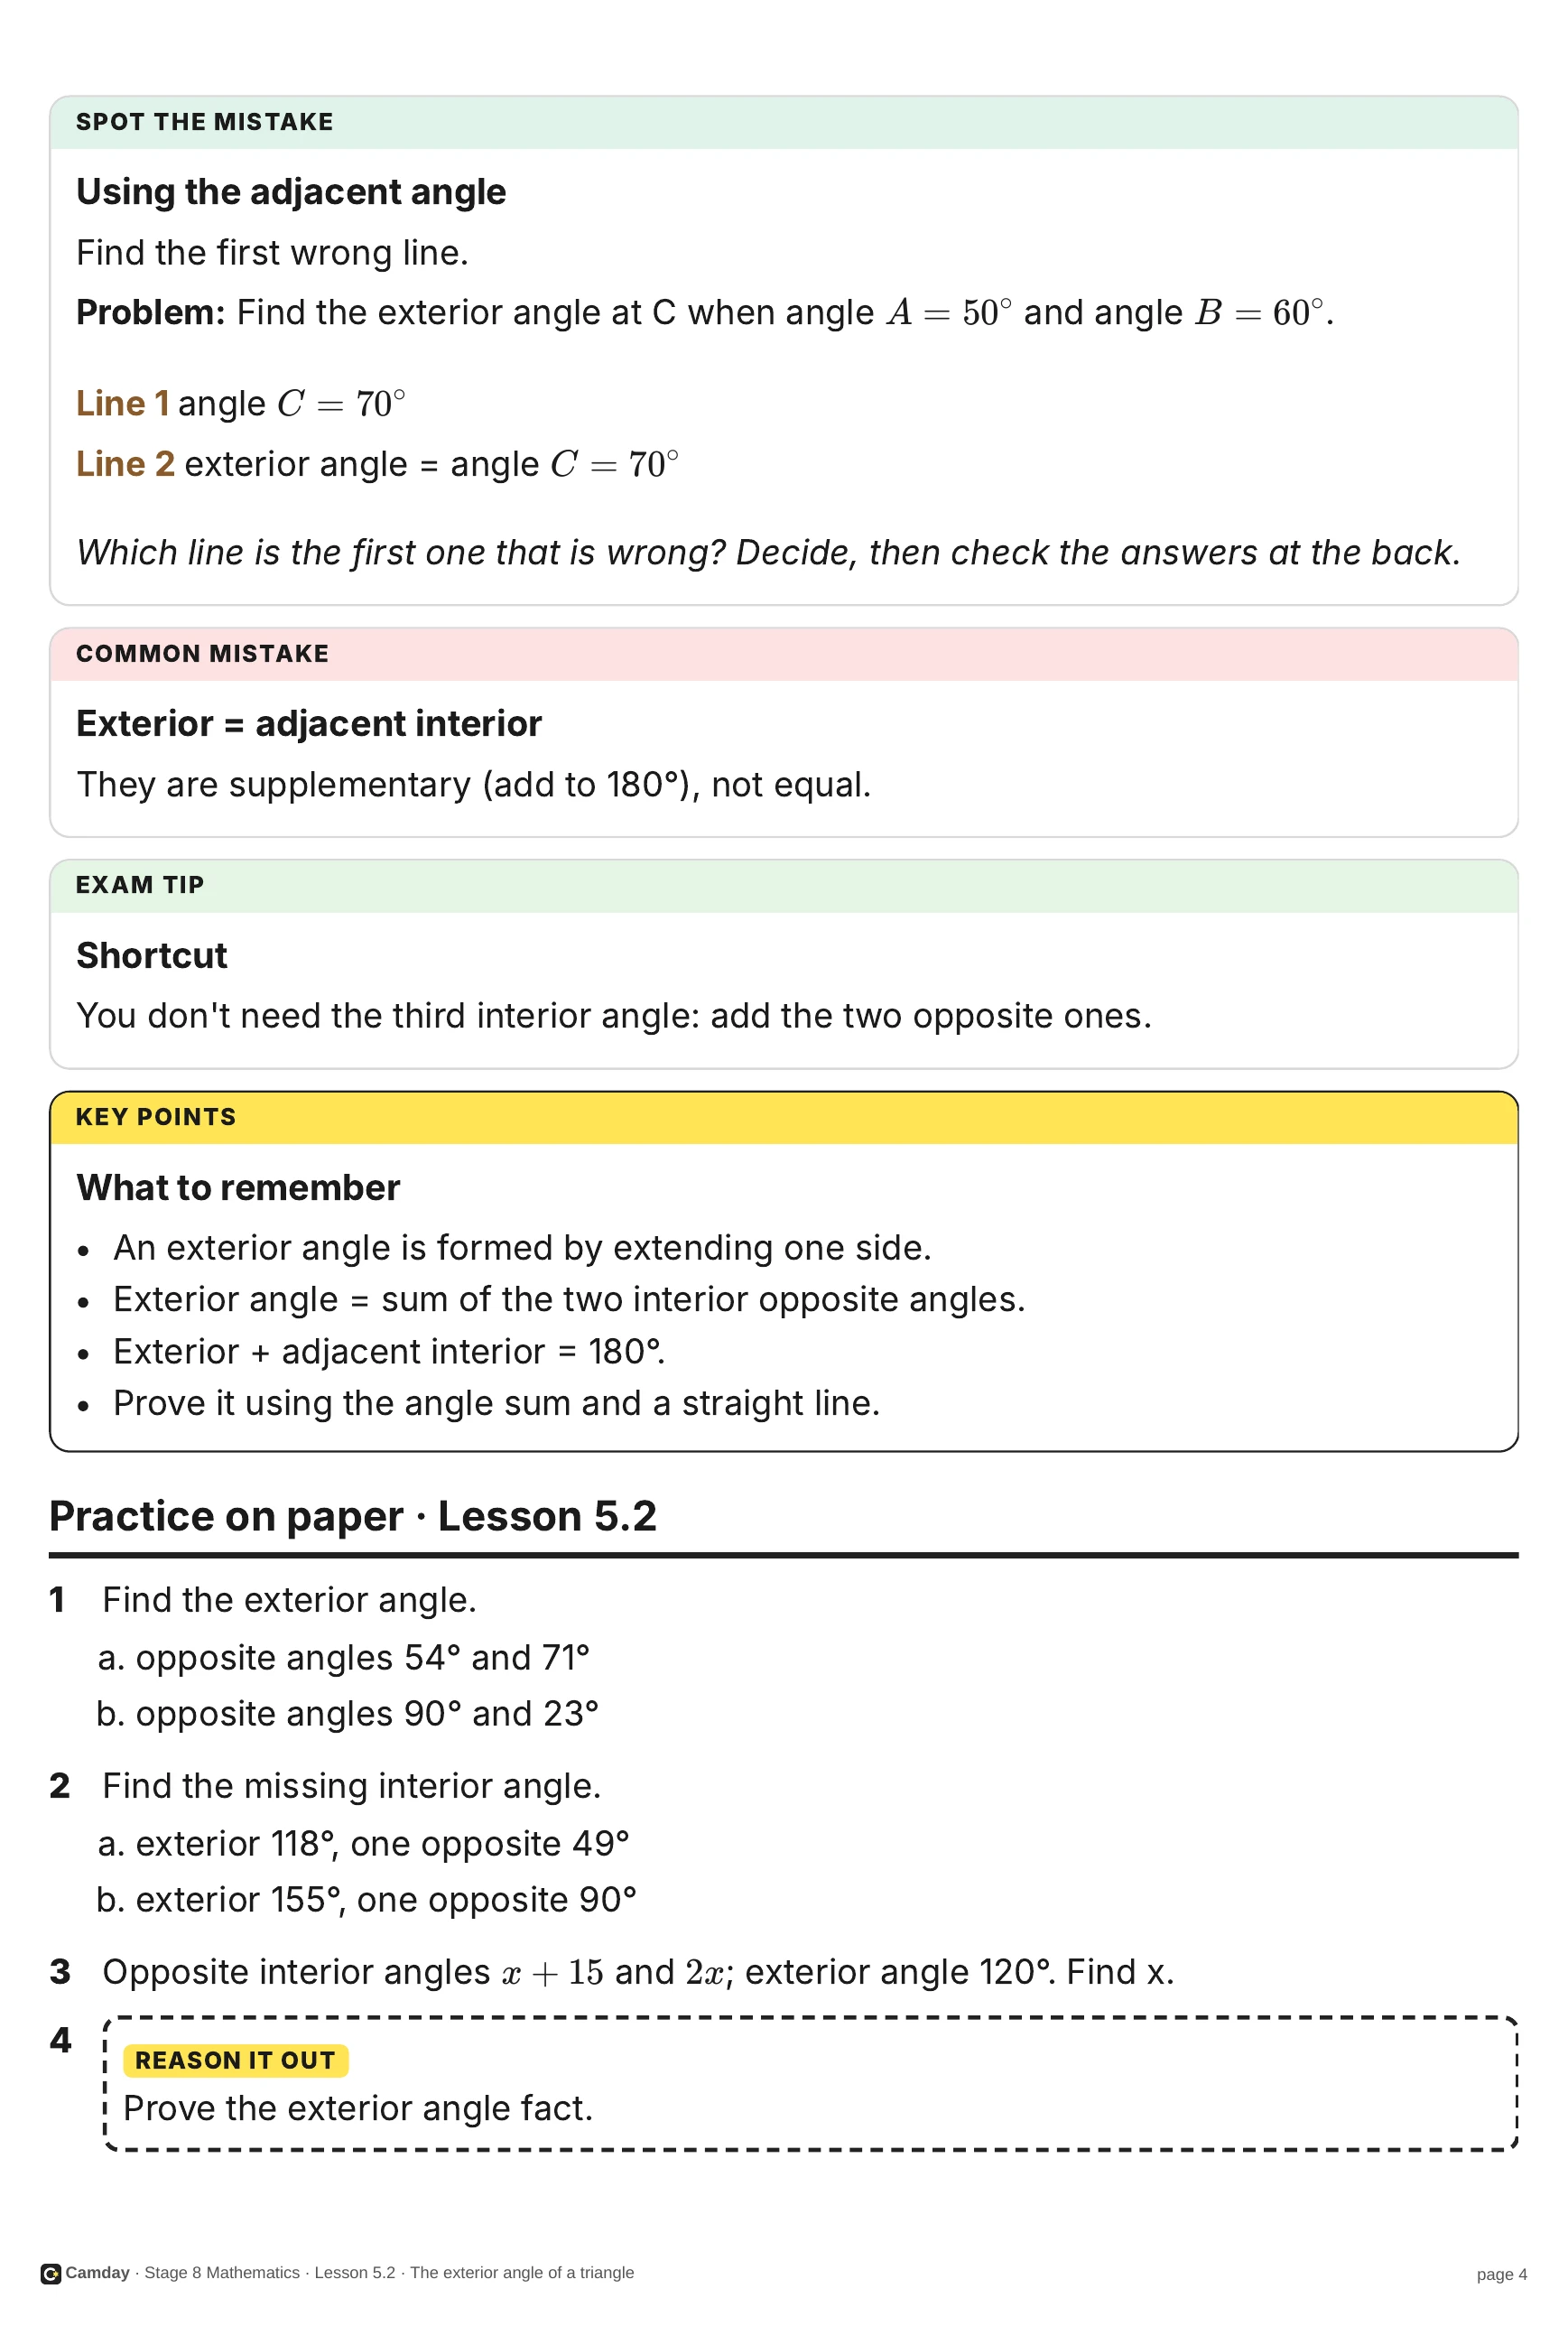 SPOT THE MISTAKE
Using the adjacent angle
Find the first wrong line.
Problem: Find the exterior angle at C when angle A = 50° and angle B = 60°.
Line 1 angle C = 70°
Line 2 exterior angle = angle C = 70°
Which line is the first one that is wrong? Decide, then check the answers at the back.
COMMON MISTAKE
Exterior = adjacent interior
They are supplementary (add to 180°), not equal.
EXAM TIP
Shortcut
You don't need the third interior angle: add the two opposite ones.
KEY POINTS
What to remember
• An exterior angle is formed by extending one side.
• Exterior angle = sum of the two interior opposite angles.
• Exterior + adjacent interior = 180°.
• Prove it using the angle sum and a straight line.
Practice on paper · Lesson 5.2
1 Find the exterior angle.
a. opposite angles 54° and 71°
b. opposite angles 90° and 23°
2 Find the missing interior angle.
a. exterior 118°, one opposite 49°
b. exterior 155°, one opposite 90°
3 Opposite interior angles x + 15 and 2x; exterior angle 120°. Find x.
4
REASON IT OUT
Prove the exterior angle fact.
Camday · Stage 8 Mathematics · Lesson 5.2 · The exterior angle of a triangle
page 4